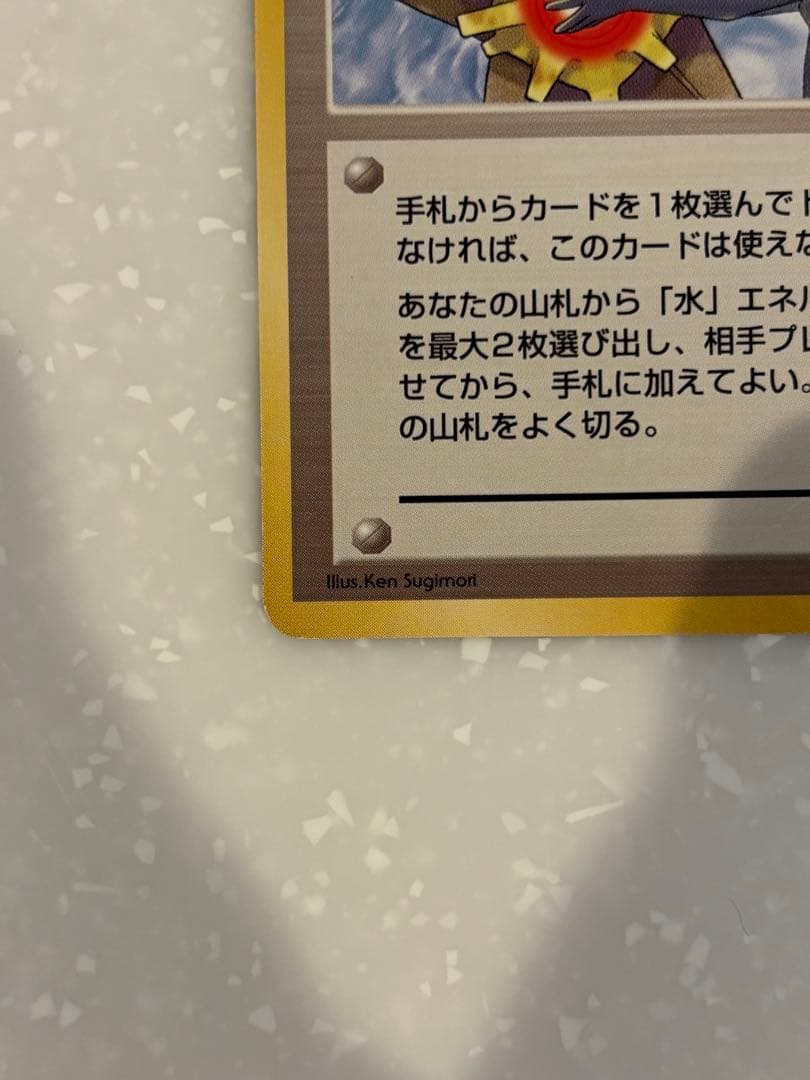 手札からカードを1枚選んで
なければ、このカードは使えな
あなたの山札から「水」エネル
を最大2枚選び出し、相手プレ
せてから、手札に加えてよい。
の山札をよく切る。
Illus.Ken Sugimori